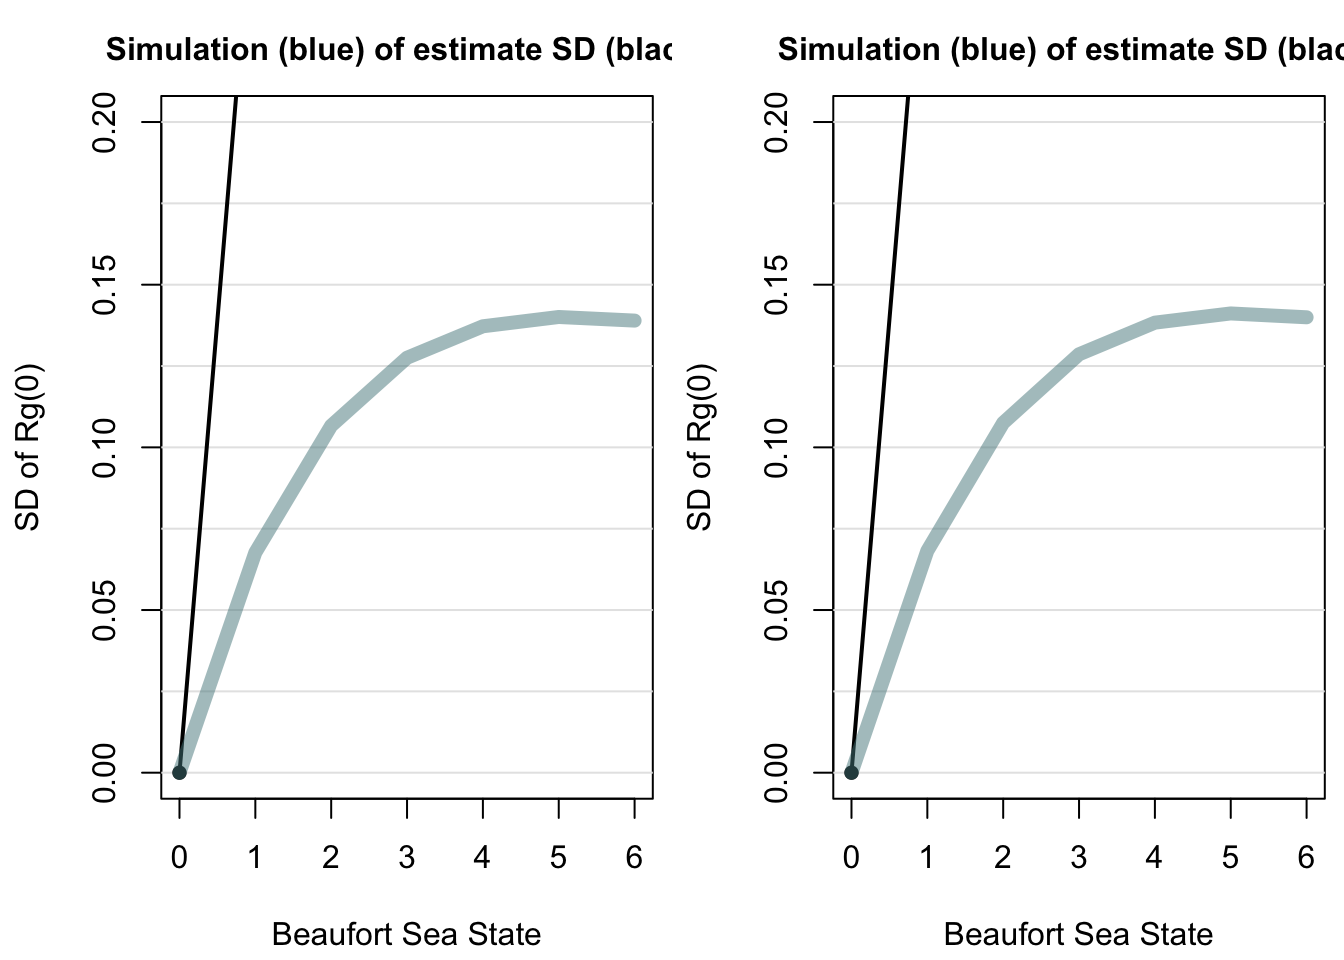 Simulation (blue) of estimate SD (blac
SD of Rg(0)
0.20
0.15
0.10
0.05
0.00
0 1 2 3 4 5 6
Beaufort Sea State
Simulation (blue) of estimate SD (blac
SD of Rg(0)
0.20
0.15
0.10
0.05
0.00
0 1 2 3 4 5 6
Beaufort Sea State